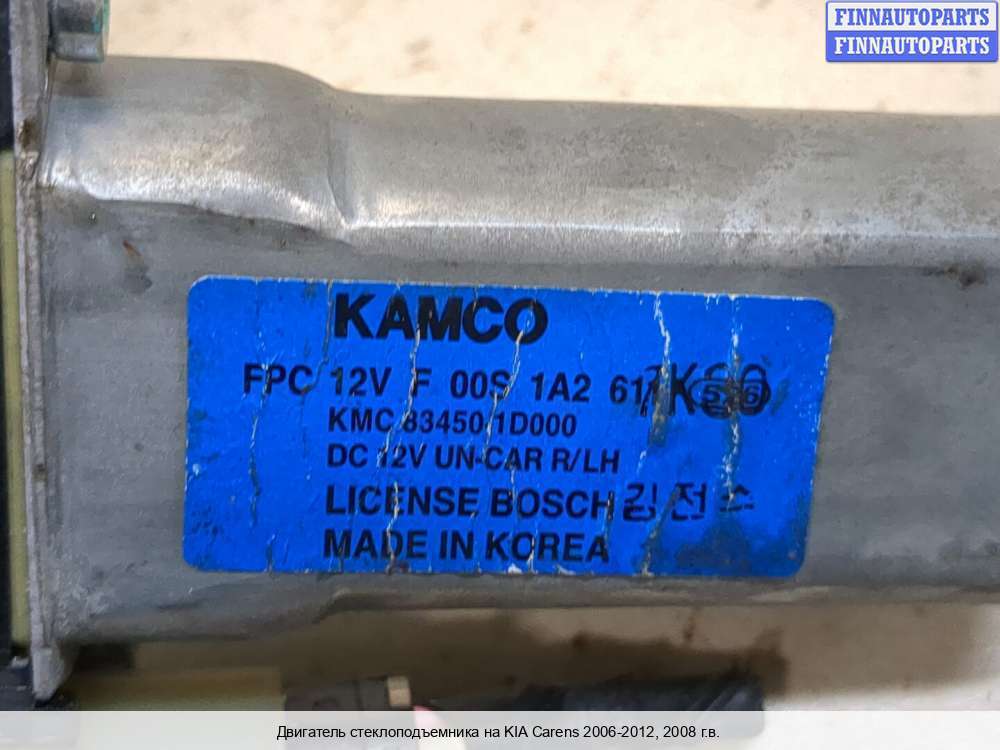 FINNAUTOPARTS
FINNAUTOPARTS
KAMCO
FPC 12V F 00S 1A2 61
KMC 83450-1D000
DC 12V UN-CAR R/LH
LICENSE BOSCH
MADE IN KOREA
Двигатель стеклоподъемника на KIA Carens 2006-2012, 2008 г.в.